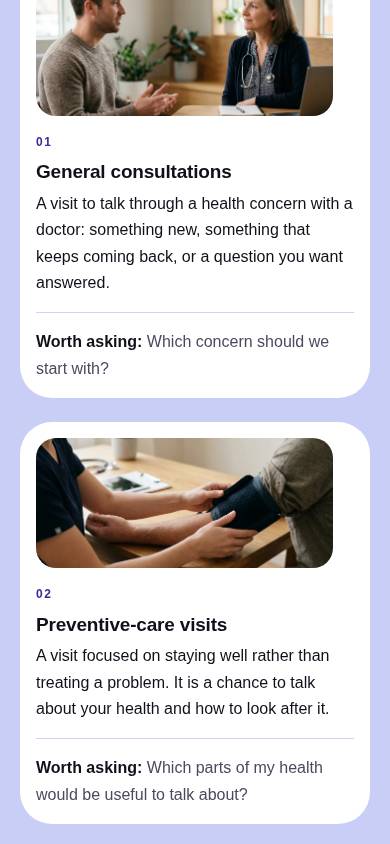 01
General consultations
A visit to talk through a health concern with a
doctor: something new, something that
keeps coming back, or a question you want
answered.
Worth asking: Which concern should we
start with?
02
Preventive-care visits
A visit focused on staying well rather than
treating a problem. It is a chance to talk
about your health and how to look after it.
Worth asking: Which parts of my health
would be useful to talk about?